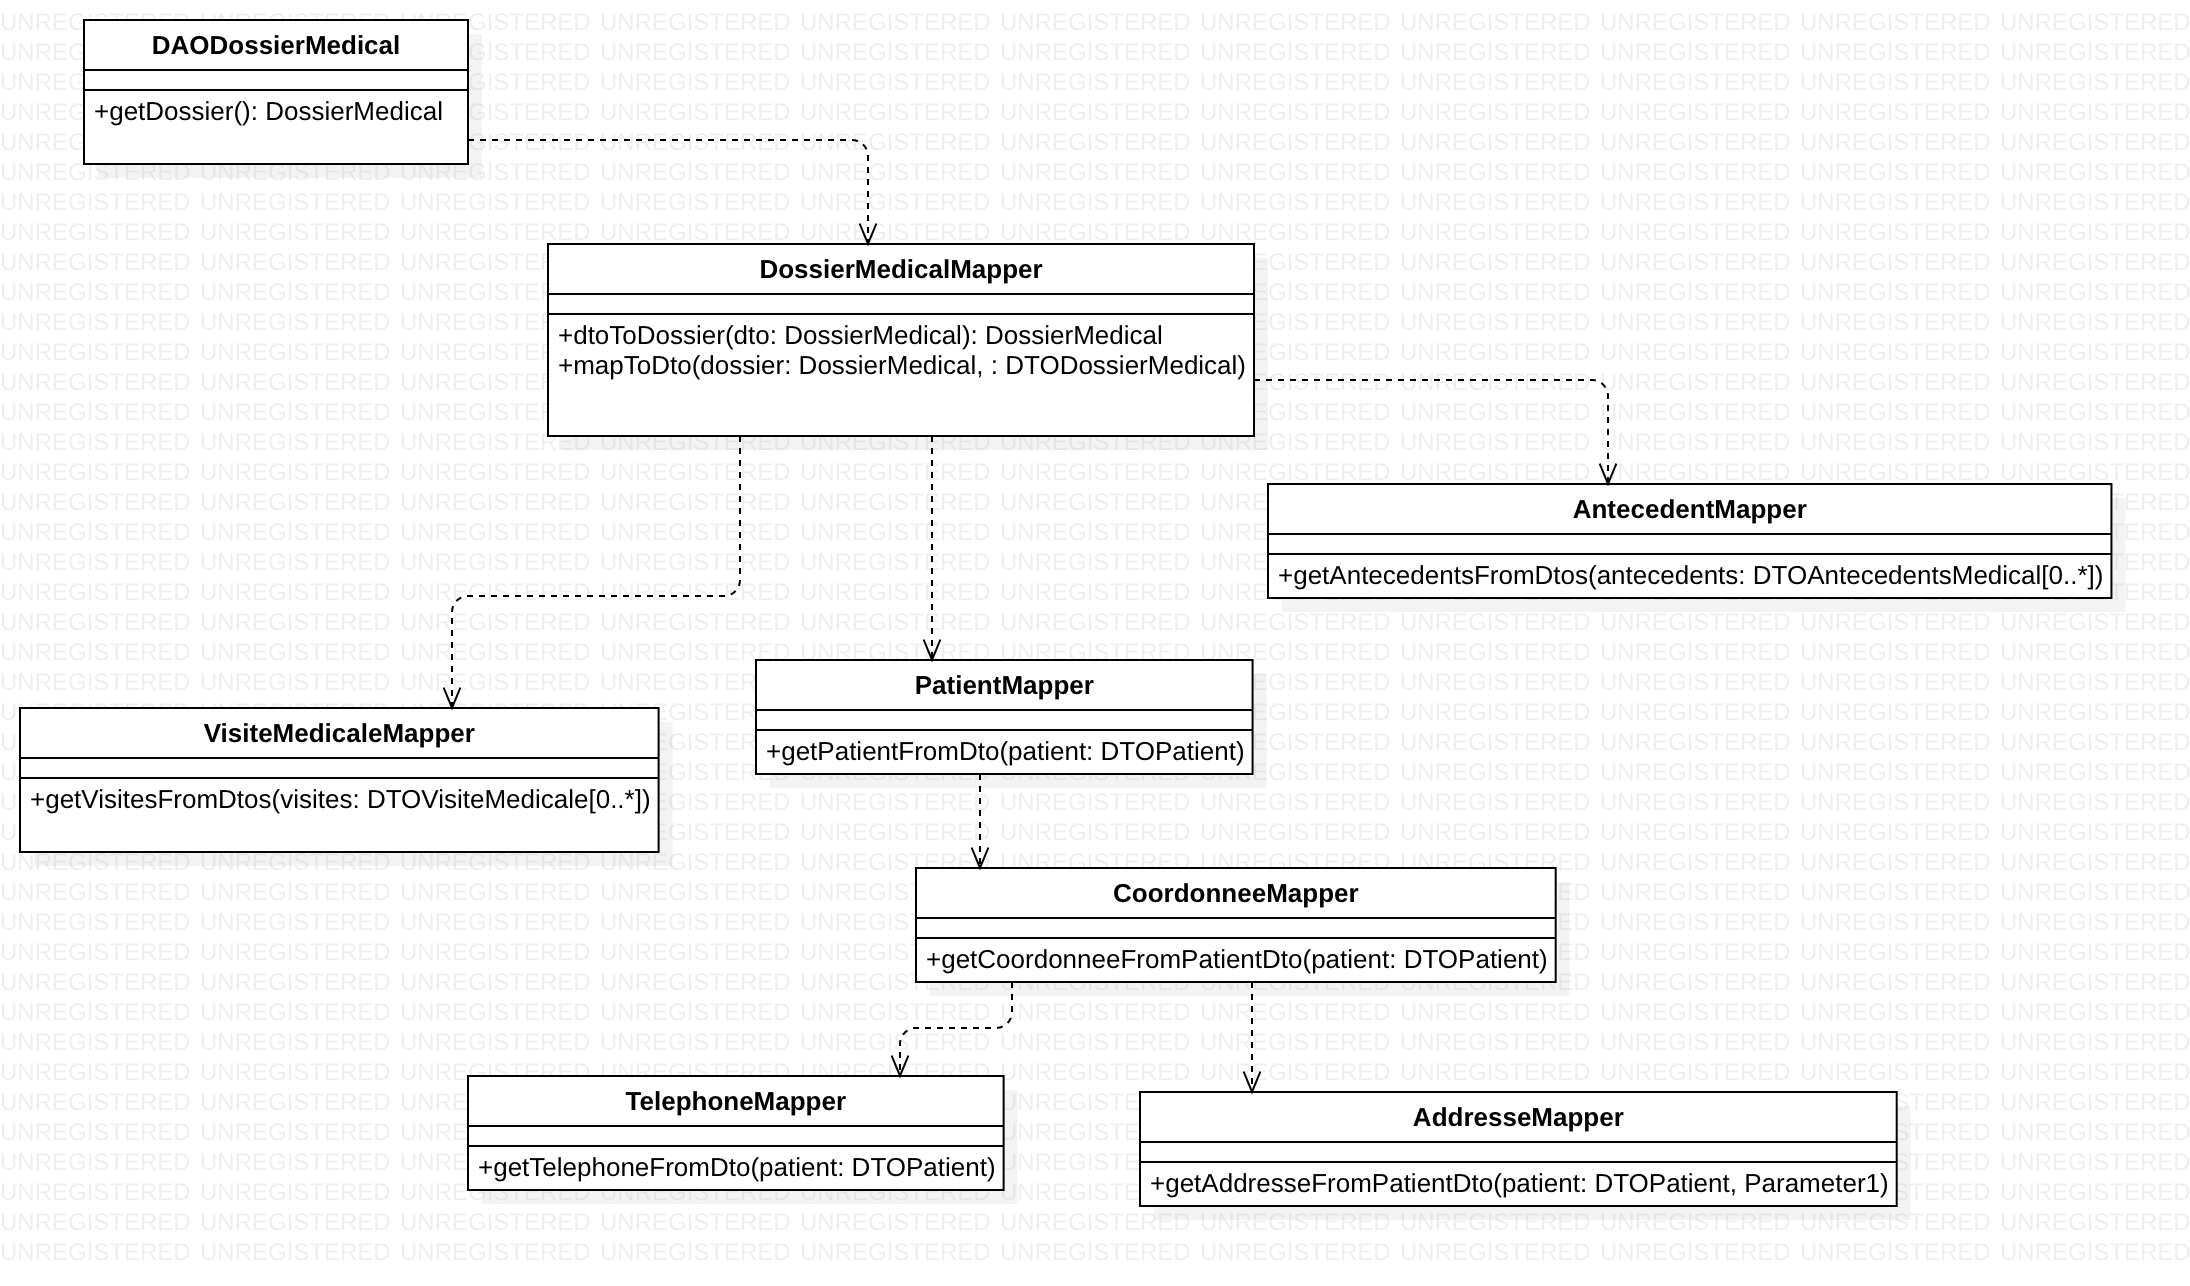 DAODossierMedical
+getDossier(): DossierMedical
DossierMedicalMapper
+dtoToDossier(dto: DossierMedical): DossierMedical
+mapToDto(dossier: DossierMedical, : DTODossierMedical)
AntecedentMapper
+getAntecedentsFromDtos(antecedents: DTOAntecedentsMedical[0..*])
PatientMapper
+getPatientFromDto(patient: DTOPatient)
VisiteMedicaleMapper
+getVisitesFromDtos(visites: DTOVisiteMedicale[0..*])
CoordonneeMapper
+getCoordonneeFromPatientDto(patient: DTOPatient)
TelephoneMapper
+getTelephoneFromDto(patient: DTOPatient)
AddresseMapper
+getAddresseFromPatientDto(patient: DTOPatient, Parameter1)
UNREGISTERED